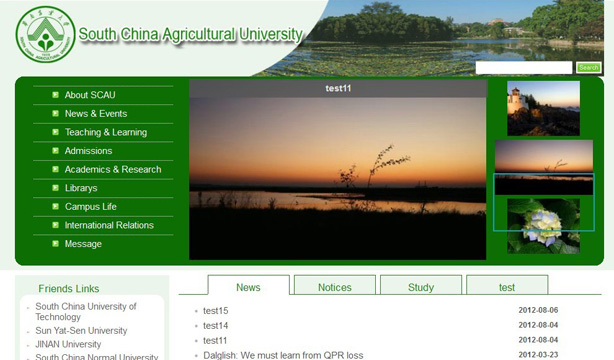 South China Agricultural University
Search
About SCAU
News & Events
Teaching & Learning
Admissions
Academics & Research
Librarys
Campus Life
International Relations
Message
test11
Friends Links
South China University of
Technology
Sun Yat-Sen University
JINAN University
South China Normal University
News
Notices
Study
test
test15 2012-08-06
test14 2012-08-04
test11 2012-08-04
Dalglish: We must learn from QPR loss 2012-03-23